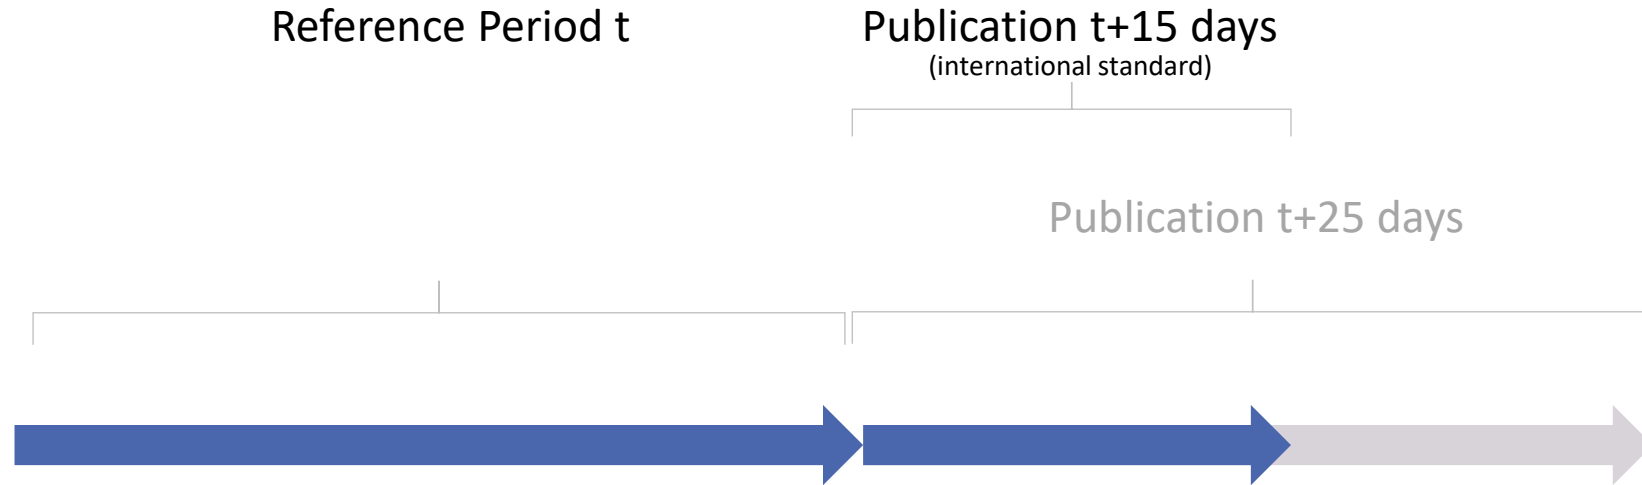 Reference Period t
Publication t+15 days
(international standard)
Publication t+25 days